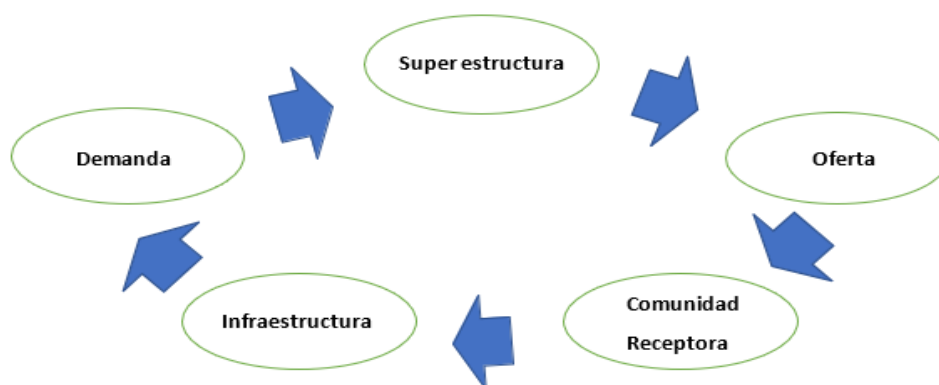 Super estructura
Demanda
Oferta
Comunidad
Receptora
Infraestructura